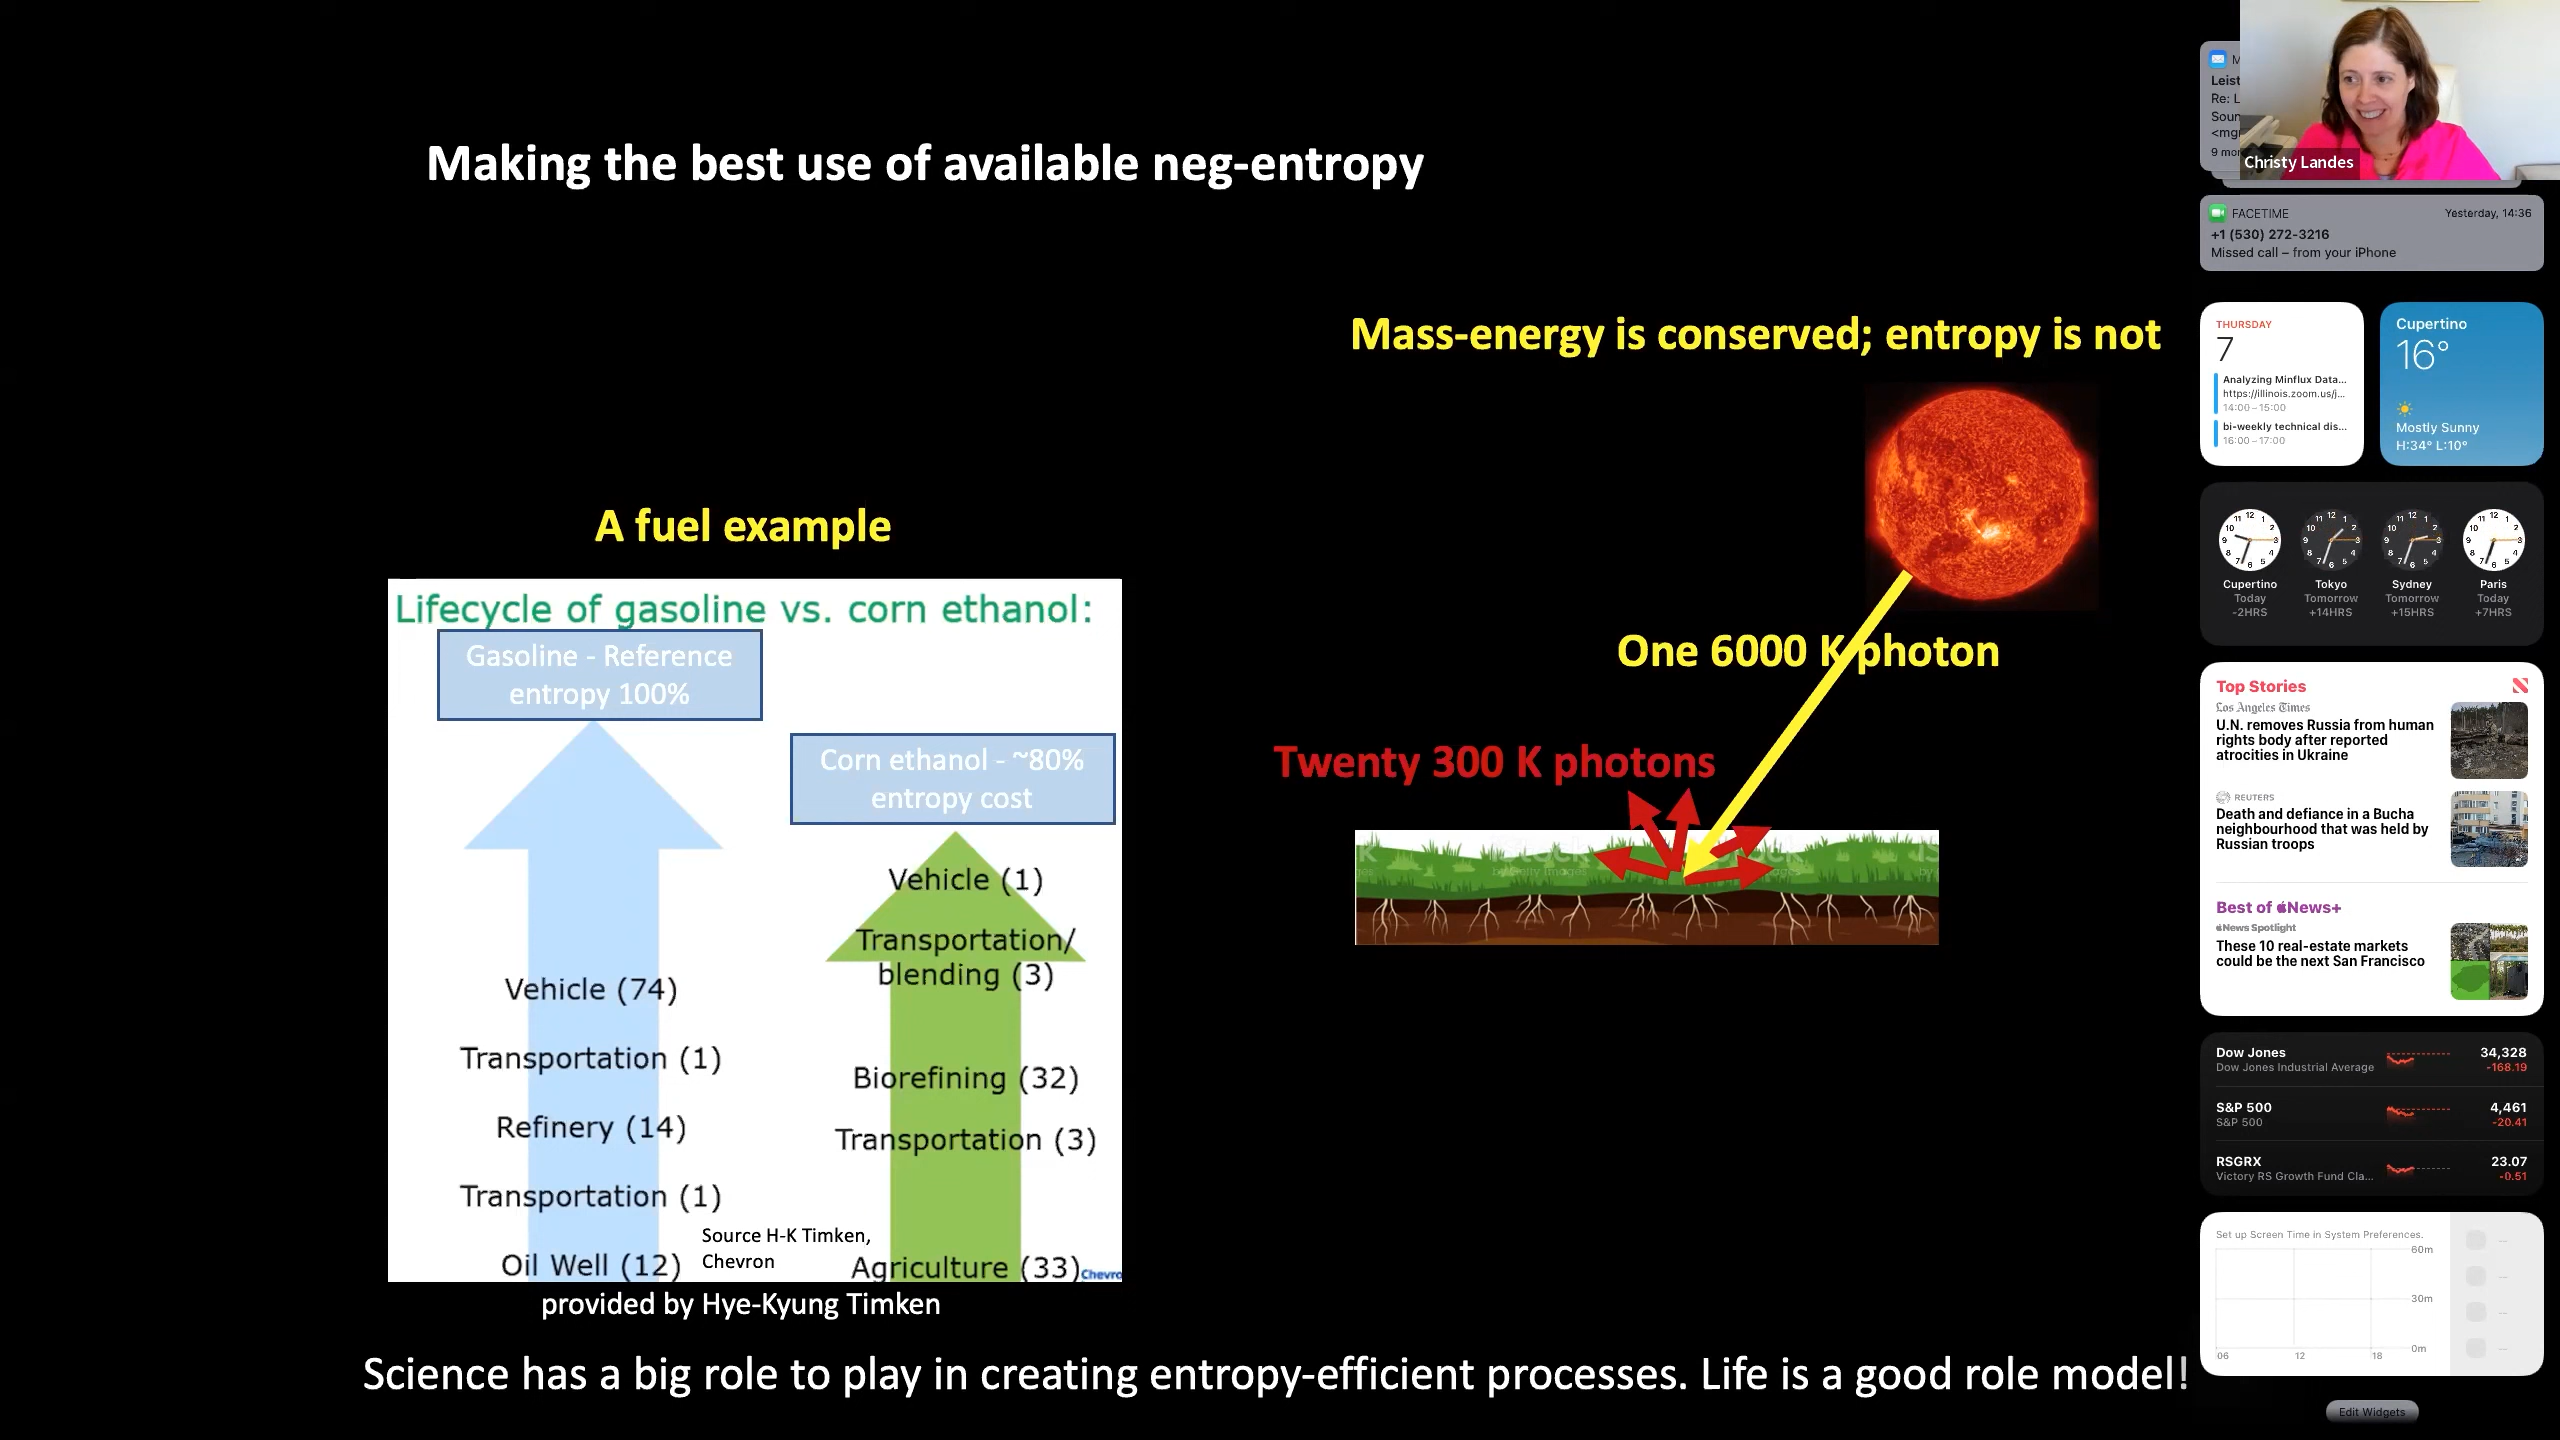 Making the best use of available neg-entropy
Mass-energy is conserved; entropy is not
A fuel example
Lifecycle of gasoline vs. corn ethanol:
Gasoline - Reference
entropy 100%
Corn ethanol - ~80%
entropy cost
Vehicle (74)
Transportation (1)
Refinery (14)
Transportation (1)
Oil Well (12)
Vehicle (1)
Transportation/
blending (3)
Biorefining (32)
Transportation (3)
Agriculture (33)
Source H-K Timken,
Chevron
provided by Hye-Kyung Timken
One 6000 K photon
Twenty 300 K photons
iStock
by Getty Images
Science has a big role to play in creating entropy-efficient processes. Life is a good role model!
Christy Landes
Re: L
9 mo
FACETIME
Yesterday, 14:36
+1 (530) 272-3216
Missed call – from your iPhone
THURSDAY
7
Analyzing Minflux Data...
https://illinois.zoom.us/j...
14:00 – 15:00
bi-weekly technical dis...
16:00 – 17:00
Cupertino
16°
Mostly Sunny
H:34° L:10°
Cupertino
Today
-2HRS
Tokyo
Tomorrow
+14HRS
Sydney
Tomorrow
+15HRS
Paris
Today
+7HRS
Top Stories
Los Angeles Times
U.N. removes Russia from human
rights body after reported
atrocities in Ukraine
REUTERS
Death and defiance in a Bucha
neighbourhood that was held by
Russian troops
Best of News+
News Spotlight
These 10 real-estate markets
could be the next San Francisco
Dow Jones
34,328
Dow Jones Industrial Average
-168.19
S&P 500
4,461
S&P 500
-20.41
RSGRX
23.07
Victory RS Growth Fund Cla...
-0.51
Set up Screen Time in System Preferences.
60m
30m
0m
06 12 18
Edit Widgets